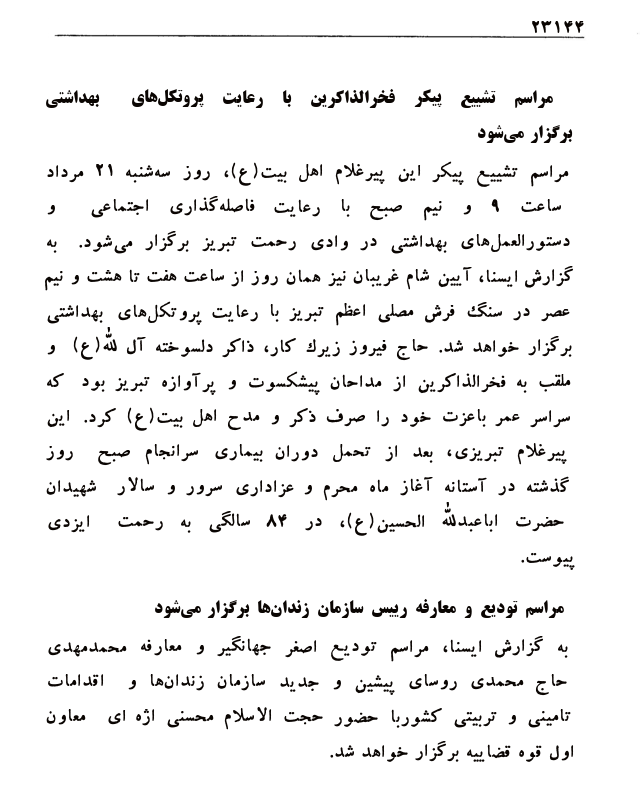 ۲۳۱۴۴
مراسم تشییع پیکر فخرالذاکرین با رعایت پروتکل‌های بهداشتی
برگزار می‌شود
مراسم تشییع پیکر این پیرغلام اهل بیت(ع)، روز سه‌شنبه ۲۱ مرداد
ساعت ۹ و نیم صبح با رعایت فاصله‌گذاری اجتماعی و
دستورالعمل‌های بهداشتی در وادی رحمت تبریز برگزار می‌شود. به
گزارش ایسنا، آیین شام غریبان نیز همان روز از ساعت هفت تا هشت و نیم
عصر در سنگ فرش مصلی اعظم تبریز با رعایت پروتکل‌های بهداشتی
برگزار خواهد شد. حاج فیروز زیرك کار، ذاکر دلسوخته آل لله(ع) و
ملقب به فخرالذاکرین از مداحان پیشکسوت و پرآوازه تبریز بود که
سراسر عمر باعزت خود را صرف ذکر و مدح اهل بیت(ع) کرد. این
پیرغلام تبریزی، بعد از تحمل دوران بیماری سرانجام صبح روز
گذشته در آستانه آغاز ماه محرم و عزاداری سرور و سالار شهیدان
حضرت اباعبدلله الحسین(ع)، در ۸۴ سالگی به رحمت ایزدی
پیوست.
مراسم تودیع و معارفه رییس سازمان زندان‌ها برگزار می‌شود
به گزارش ایسنا، مراسم تودیع اصغر جهانگیر و معارفه محمدمهدی
حاج محمدی روسای پیشین و جدید سازمان زندان‌ها و اقدامات
تامینی و تربیتی کشوربا حضور حجت الاسلام محسنی اژه ای معاون
اول قوه قضاییه برگزار خواهد شد.